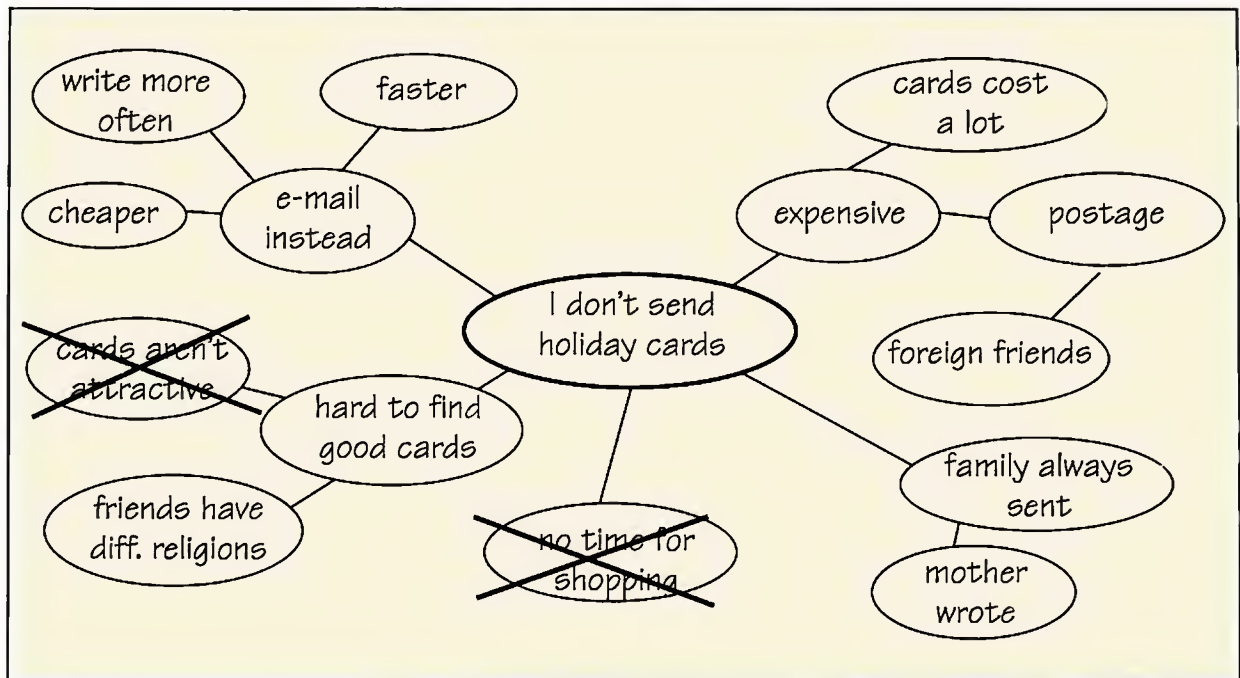 write more
often
faster
cards cost
a lot
cheaper
e-mail
instead
expensive
postage
I don't send
holiday cards
cards aren't
attractive
foreign friends
hard to find
good cards
family always
sent
friends have
diff. religions
no time for
shopping
mother
wrote